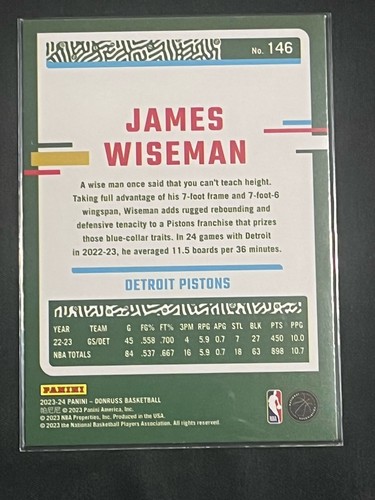 No. 146
JAMES
WISEMAN
A wise man once said that you can't teach height.
Taking full advantage of his 7-foot frame and 7-foot-6
wingspan, Wiseman adds rugged rebounding and
defensive tenacity to a Pistons franchise that prizes
those blue-collar traits. In 24 games with Detroit
in 2022-23, he averaged 11.5 boards per 36 minutes.
DETROIT PISTONS
YEAR TEAM G FG% FT% 3PM RPG APG STL BLK PTS PPG
22-23 GS/DET 45 .559 .700 4 5.9 0.7 7 27 450 10.0
NBA TOTALS 84 .537 .667 16 5.9 0.7 18 63 898 10.7
PANINI
2023-24 PANINI – DONRUSS BASKETBALL
帕尼尼 © 2023 Panini America, Inc.
© 2023 NBA Properties, Inc. Produced in the USA.
© 2023 the National Basketball Players Association. All rights reserved.